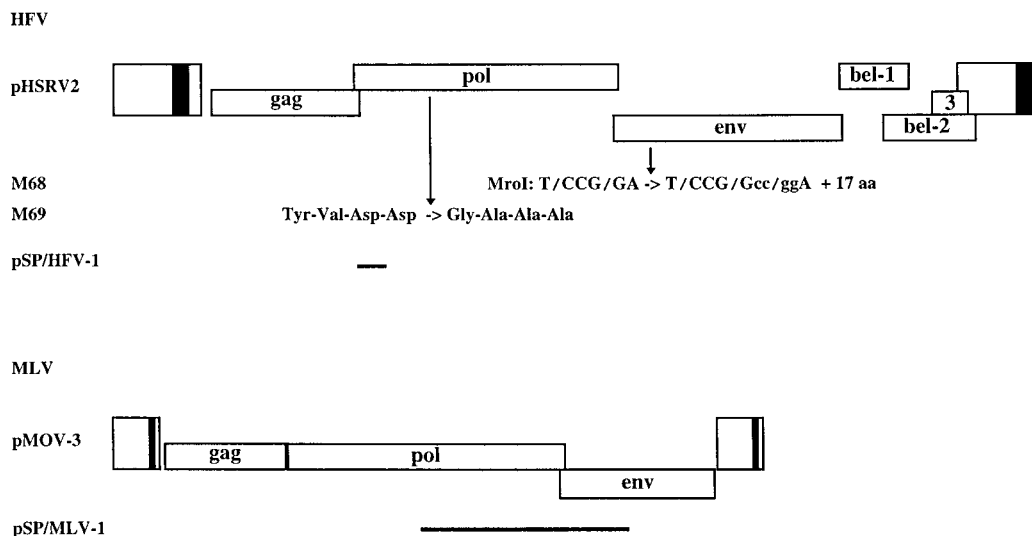 HFV
pHSRV2
pol
gag
bel-1
3
env
bel-2
M68
MroI: T/CCG/GA -> T/CCG/Gcc/ggA + 17 aa
M69
Tyr-Val-Asp-Asp -> Gly-Ala-Ala-Ala
pSP/HFV-1
MLV
pMOV-3
gag
pol
env
pSP/MLV-1